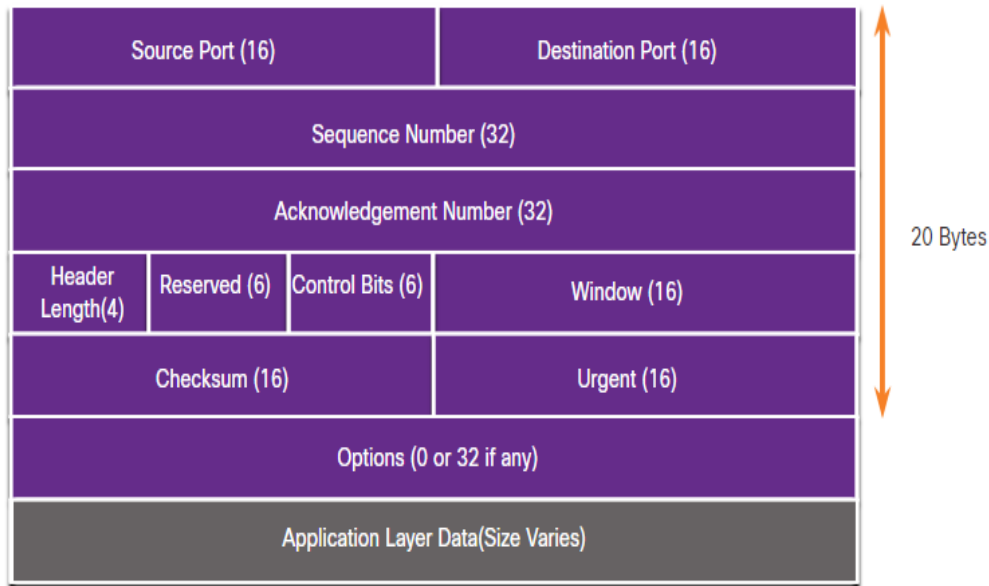 Source Port (16)
Destination Port (16)
Sequence Number (32)
Acknowledgement Number (32)
20 Bytes
Header
Length(4)
Reserved (6)
Control Bits (6)
Window (16)
Checksum (16)
Urgent (16)
Options (0 or 32 if any)
Application Layer Data(Size Varies)